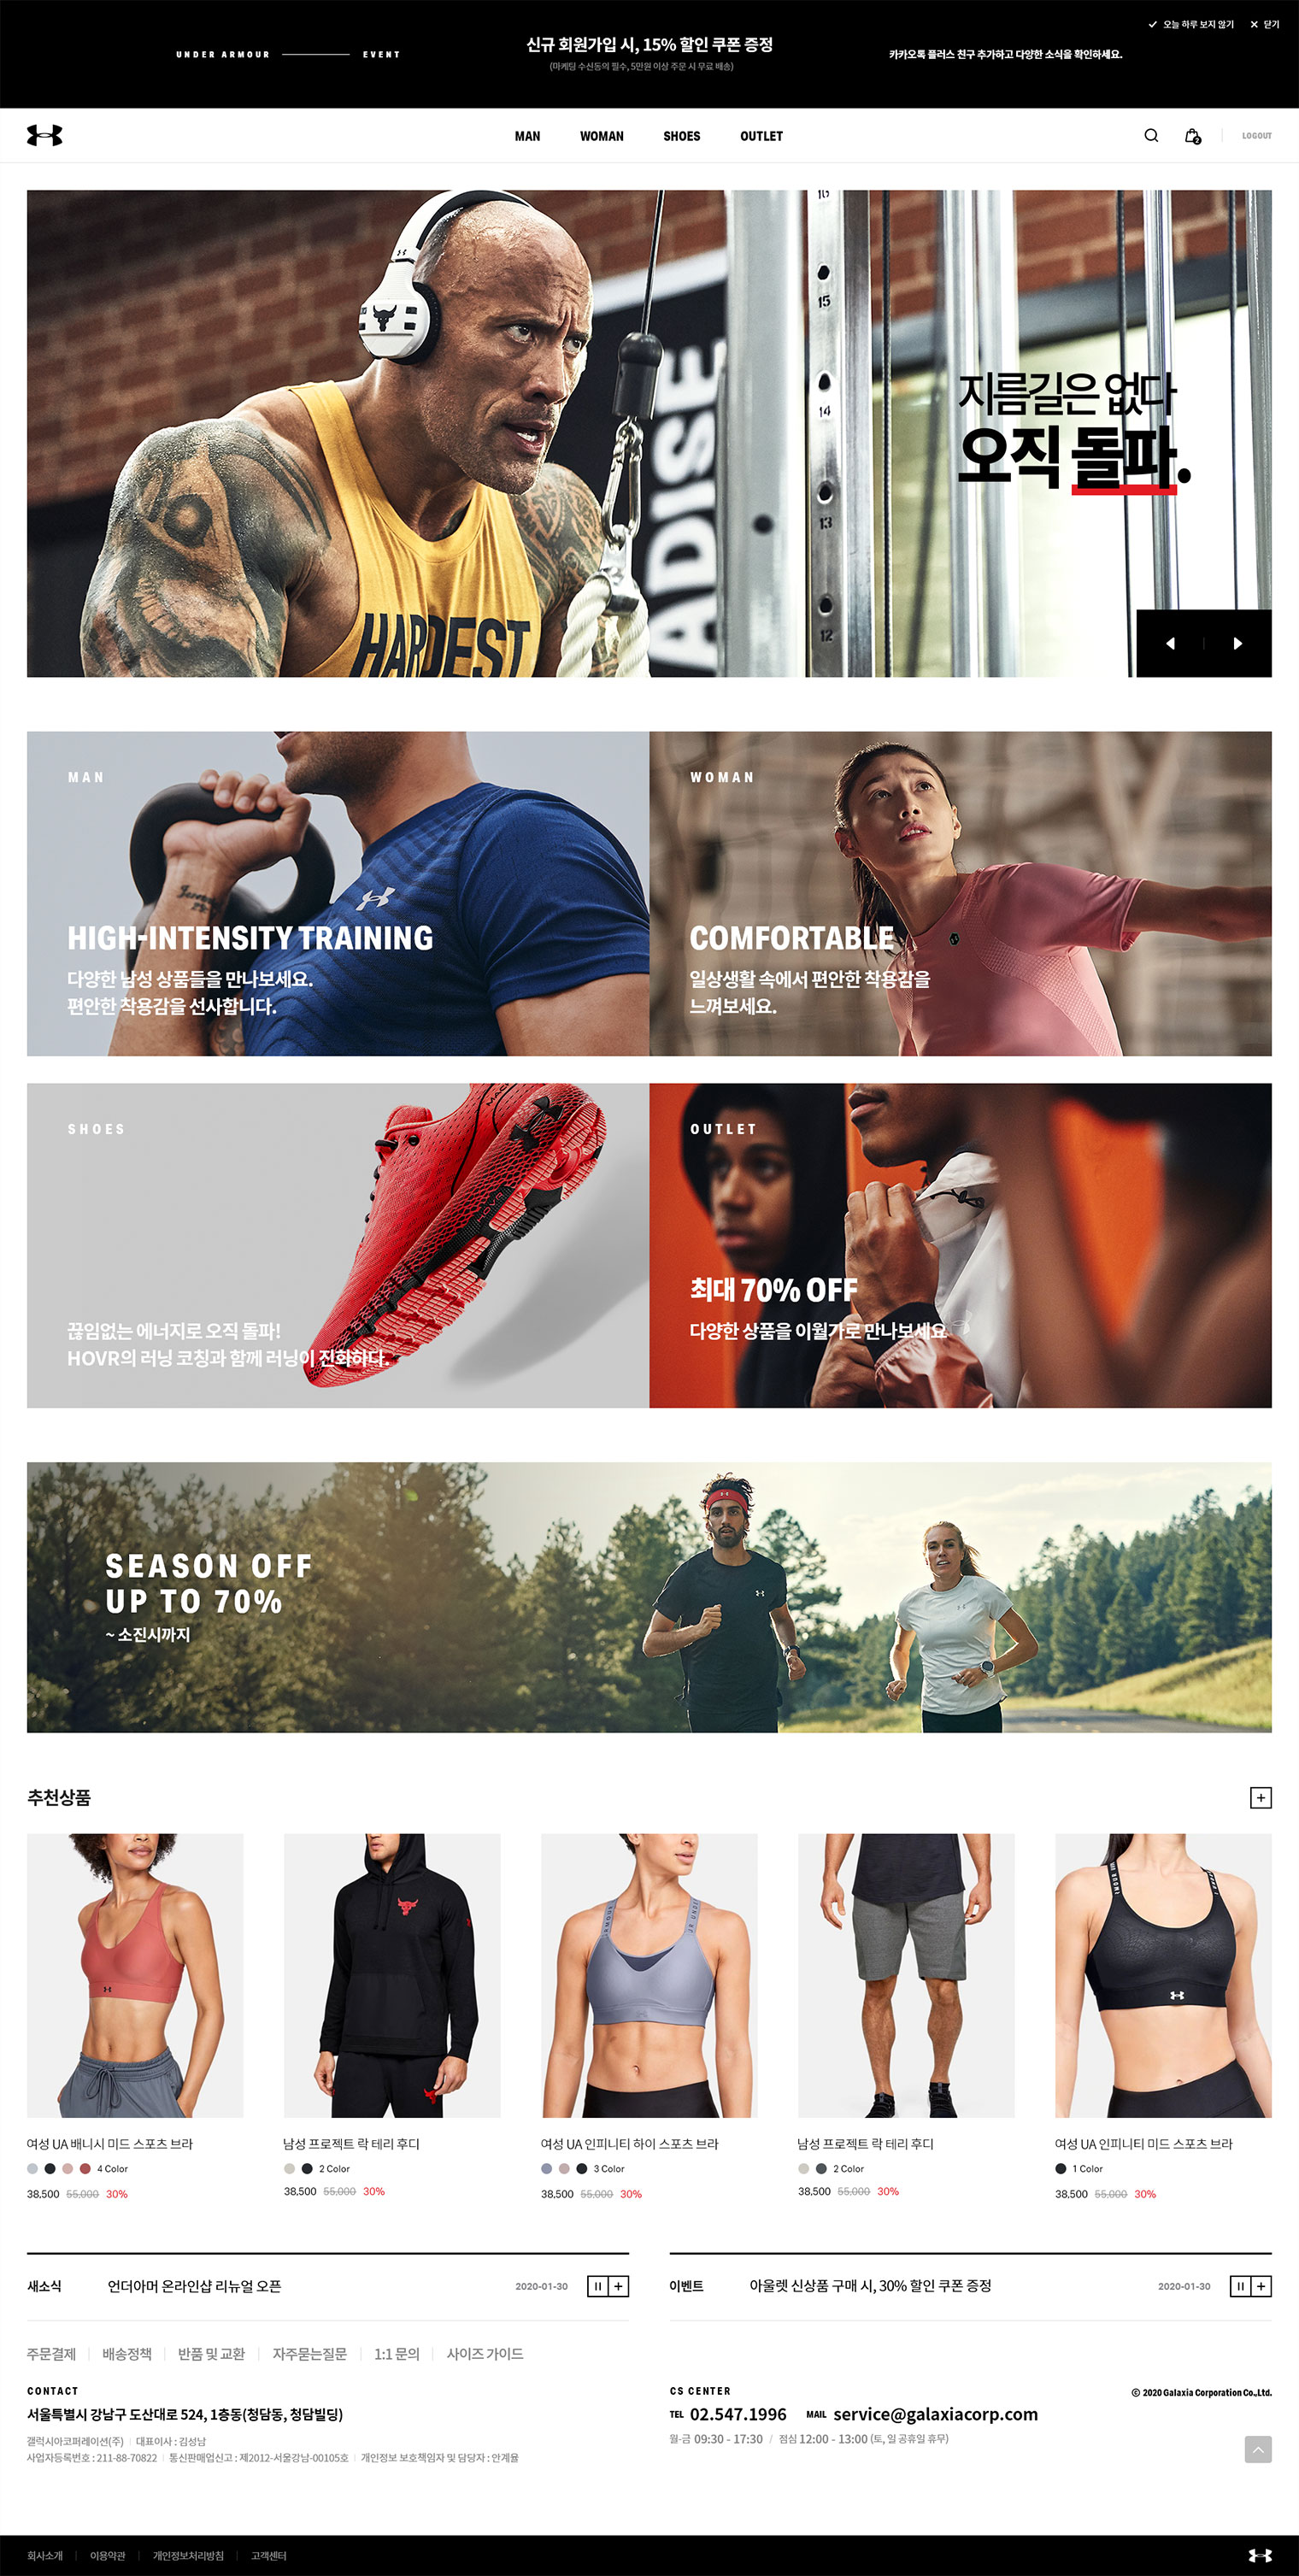 오늘 하루 보지 않기
닫기
UNDER ARMOUR
EVENT
신규 회원가입 시, 15% 할인 쿠폰 증정
(마케팅 수신동의 필수, 5만원 이상 주문 시 무료 배송)
카카오톡 플러스 친구 추가하고 다양한 소식을 확인하세요.
MAN
WOMAN
SHOES
OUTLET
2
LOGOUT
15
14
13
12
ADISE
HARDEST
지름길은 없다
오직 돌파.
MAN
HIGH-INTENSITY TRAINING
다양한 남성 상품들을 만나보세요.
편안한 착용감을 선사합니다.
WOMAN
COMFORTABLE
일상생활 속에서 편안한 착용감을
느껴보세요.
SHOES
끊임없는 에너지로 오직 돌파!
HOVR의 러닝 코칭과 함께 러닝이 진화하다.
HOVR
OUTLET
최대 70% OFF
다양한 상품을 이월가로 만나보세요.
SEASON OFF
UP TO 70%
~ 소진시까지
추천상품
여성 UA 배니시 미드 스포츠 브라
4 Color
38,500 55,000 30%
남성 프로젝트 락 테리 후디
2 Color
38,500 55,000 30%
여성 UA 인피니티 하이 스포츠 브라
3 Color
38,500 55,000 30%
남성 프로젝트 락 테리 후디
2 Color
38,500 55,000 30%
여성 UA 인피니티 미드 스포츠 브라
1 Color
38,500 55,000 30%
새소식
언더아머 온라인샵 리뉴얼 오픈
2020-01-30
이벤트
아울렛 신상품 구매 시, 30% 할인 쿠폰 증정
2020-01-30
주문결제
배송정책
반품 및 교환
자주묻는질문
1:1 문의
사이즈 가이드
CONTACT
서울특별시 강남구 도산대로 524, 1층동(청담동, 청담빌딩)
갤럭시아코퍼레이션(주) | 대표이사 : 김성남
사업자등록번호 : 211-88-70822 | 통신판매업신고 : 제2012-서울강남-00105호 | 개인정보 보호책임자 및 담당자 : 안계율
CS CENTER
TEL 02.547.1996 MAIL service@galaxiacorp.com
월-금 09:30 - 17:30 / 점심 12:00 - 13:00 (토, 일 공휴일 휴무)
© 2020 Galaxia Corporation Co.,Ltd.
회사소개
이용약관
개인정보처리방침
고객센터